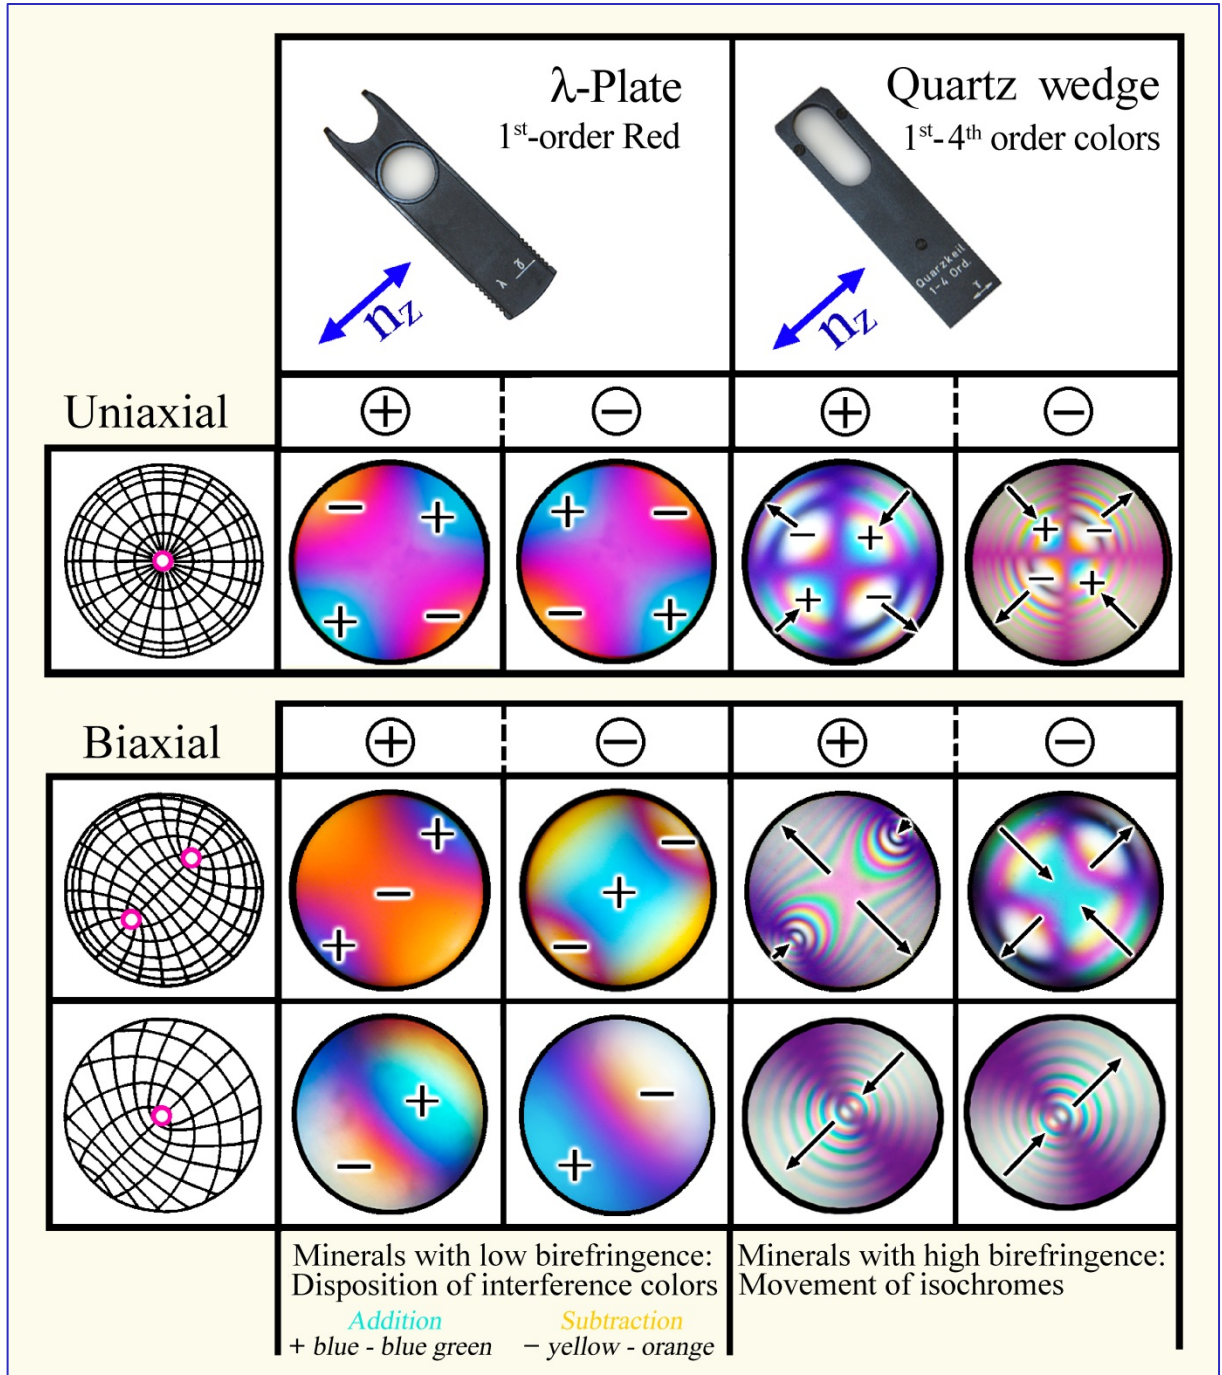 λ-Plate
1st-order Red
λ γ
nz
Quartz wedge
1st-4th order colors
Quarzkeil
1-4 Ord.
γ
nz
Uniaxial
+ − + −
− + + −
+ −
− +
− +
+ −
+ −
− +
+ −
− +
Biaxial
+ − + −
+
−
+
−
+
−
+
−
−
+
Minerals with low birefringence:
Disposition of interference colors
Addition
+ blue - blue green
Subtraction
− yellow - orange
Minerals with high birefringence:
Movement of isochromes